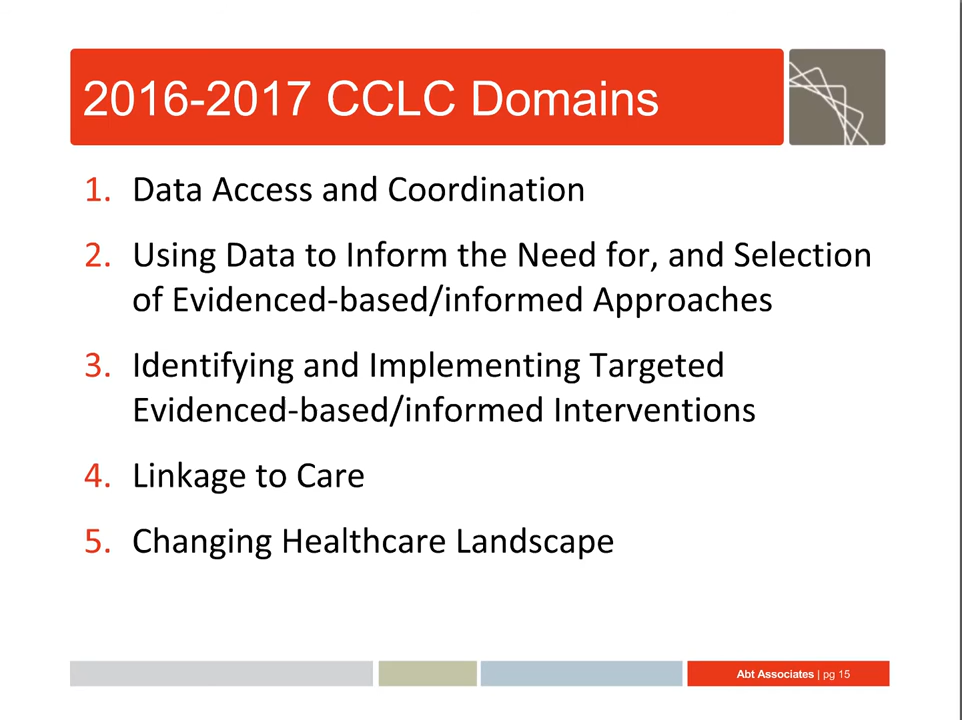 2016-2017 CCLC Domains
1. Data Access and Coordination
2. Using Data to Inform the Need for, and Selection
of Evidenced-based/informed Approaches
3. Identifying and Implementing Targeted
Evidenced-based/informed Interventions
4. Linkage to Care
5. Changing Healthcare Landscape
Abt Associates | pg 15